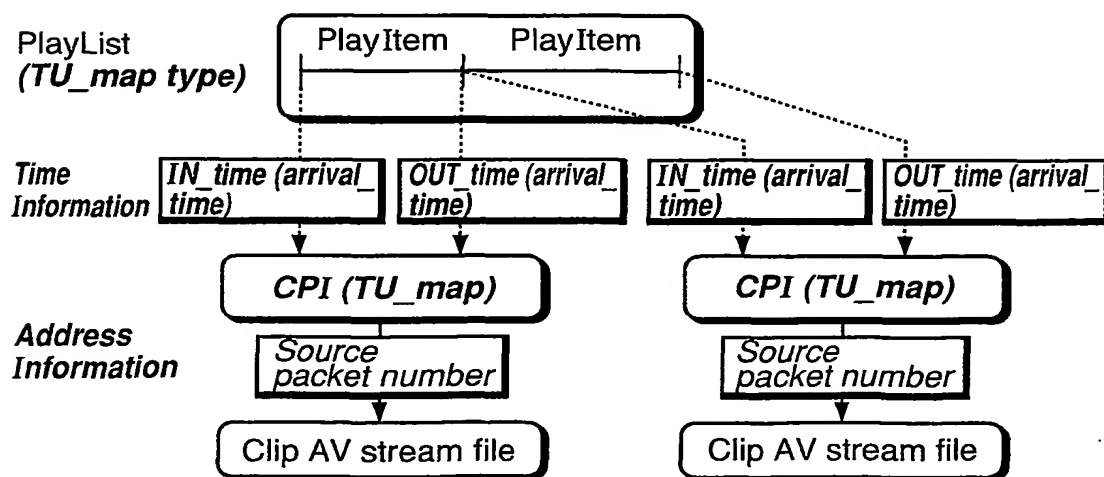 PlayList
(TU_map type)
PlayItem PlayItem
Time
Information
IN_time (arrival_
time)
OUT_time (arrival_
time)
IN_time (arrival_
time)
OUT_time (arrival_
time)
CPI (TU_map)
CPI (TU_map)
Address
Information
Source
packet number
Source
packet number
Clip AV stream file
Clip AV stream file